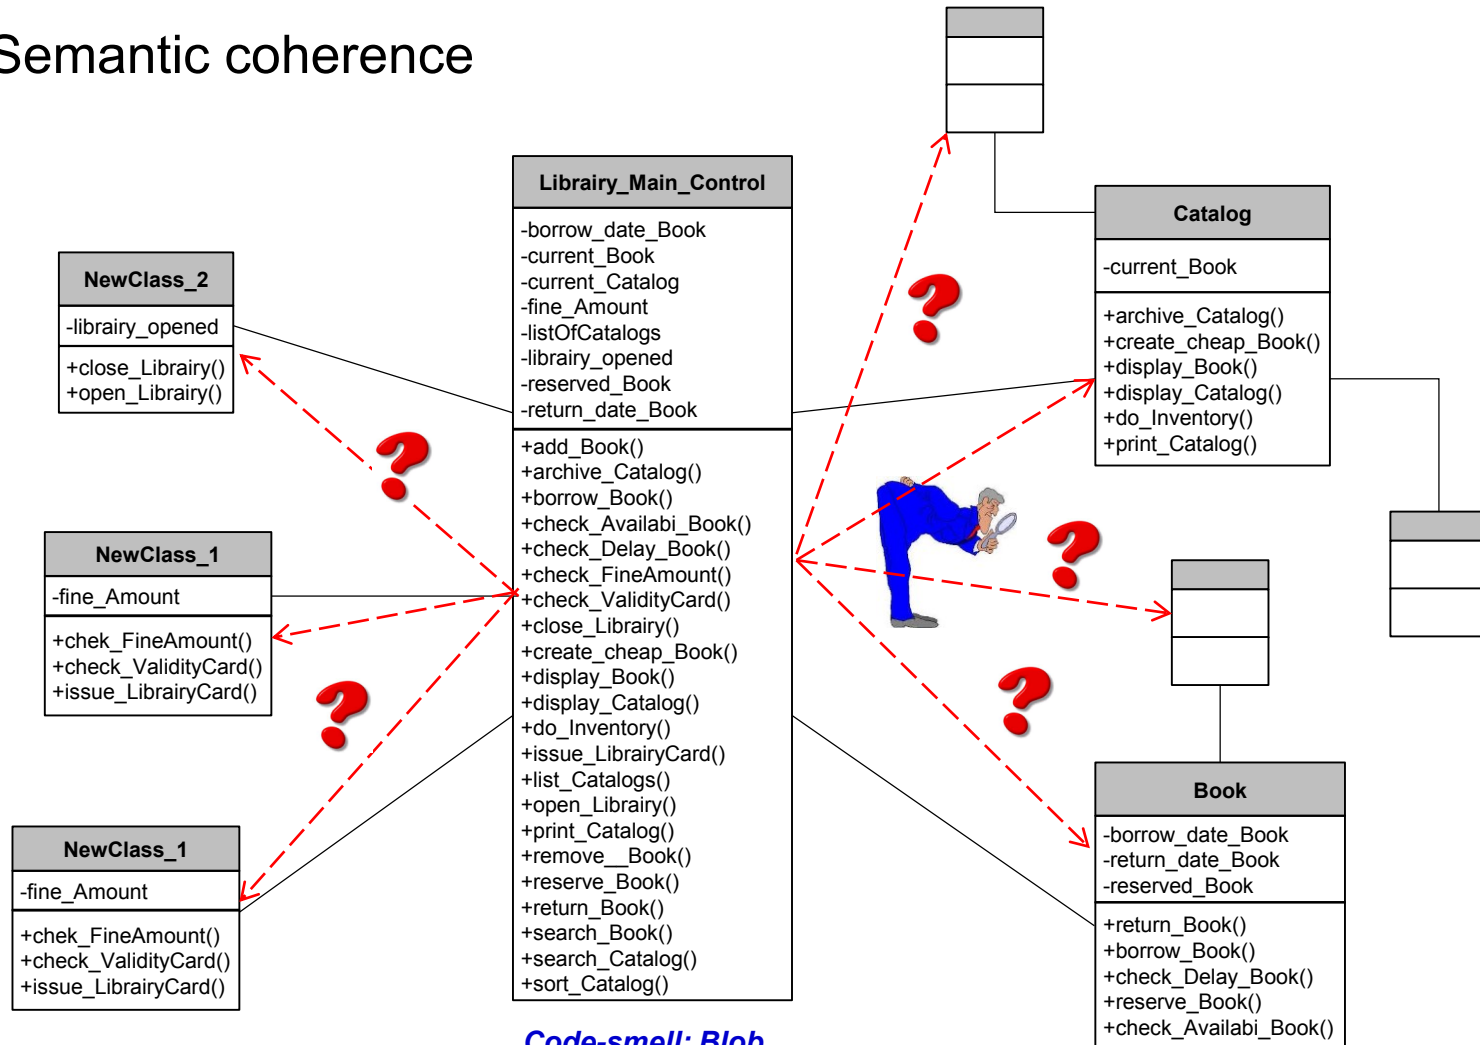 Semantic coherence
Librairy_Main_Control
-borrow_date_Book
-current_Book
-current_Catalog
-fine_Amount
-listOfCatalogs
-librairy_opened
-reserved_Book
-return_date_Book
+add_Book()
+archive_Catalog()
+borrow_Book()
+check_Availabi_Book()
+check_Delay_Book()
+check_FineAmount()
+check_ValidityCard()
+close_Librairy()
+create_cheap_Book()
+display_Book()
+display_Catalog()
+do_Inventory()
+issue_LibrairyCard()
+list_Catalogs()
+open_Librairy()
+print_Catalog()
+remove__Book()
+reserve_Book()
+return_Book()
+search_Book()
+search_Catalog()
+sort_Catalog()
Code-smell: Blob
NewClass_2
-librairy_opened
+close_Librairy()
+open_Librairy()
NewClass_1
-fine_Amount
+chek_FineAmount()
+check_ValidityCard()
+issue_LibrairyCard()
NewClass_1
-fine_Amount
+chek_FineAmount()
+check_ValidityCard()
+issue_LibrairyCard()
Catalog
-current_Book
+archive_Catalog()
+create_cheap_Book()
+display_Book()
+display_Catalog()
+do_Inventory()
+print_Catalog()
Book
-borrow_date_Book
-return_date_Book
-reserved_Book
+return_Book()
+borrow_Book()
+check_Delay_Book()
+reserve_Book()
+check_Availabi_Book()
?
?
?
?
?